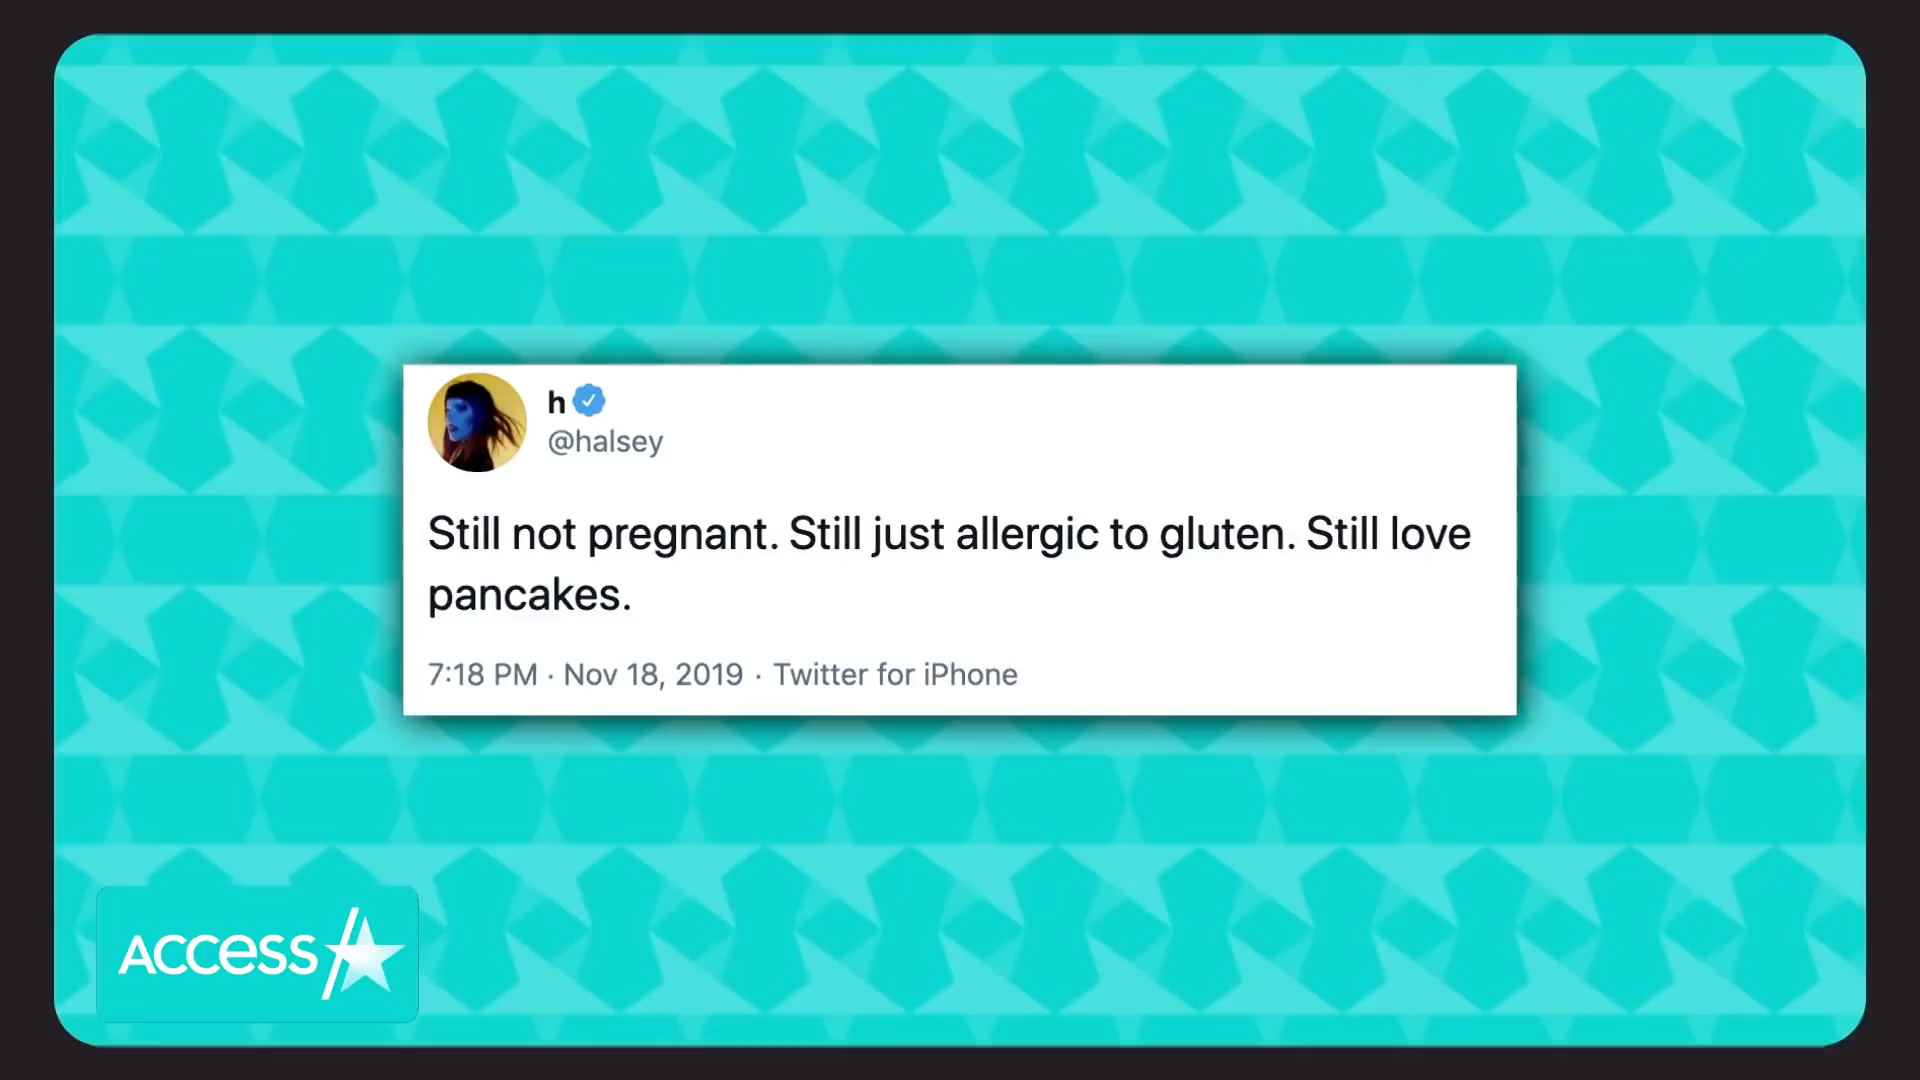 h
@halsey
Still not pregnant. Still just allergic to gluten. Still love
pancakes.
7:18 PM · Nov 18, 2019 · Twitter for iPhone
ACCESS